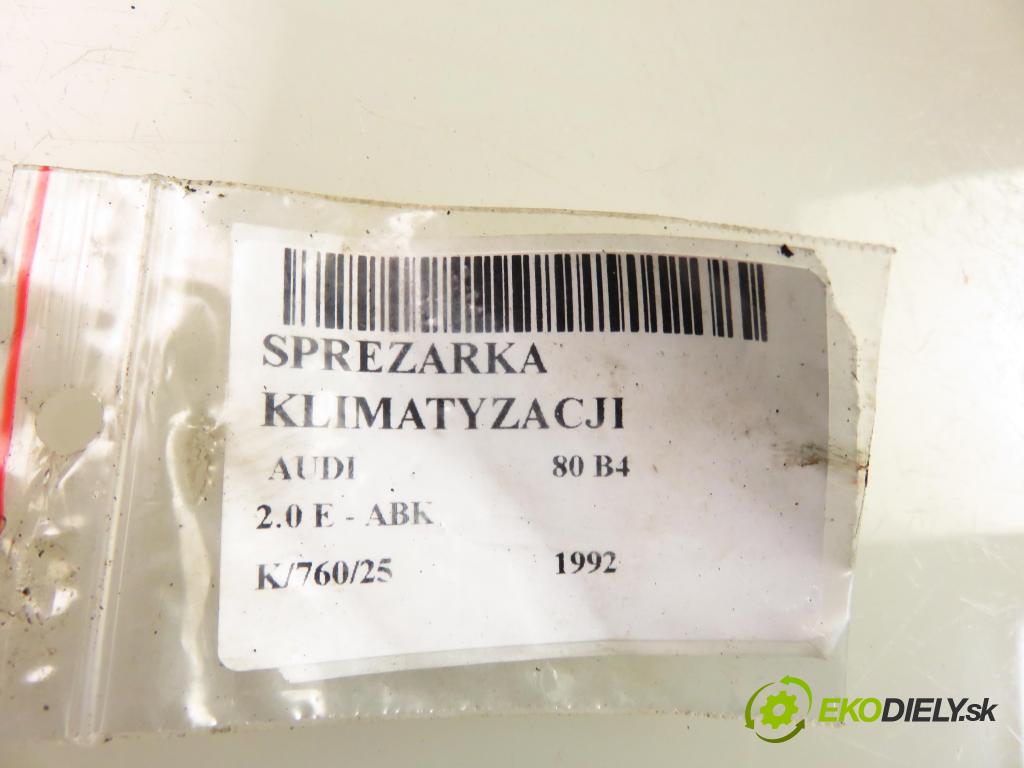 SPREZARKA
KLIMATYZACJI
AUDI 80 B4
2.0 E - ABK
K/760/25 1992
EKODIELY.sk